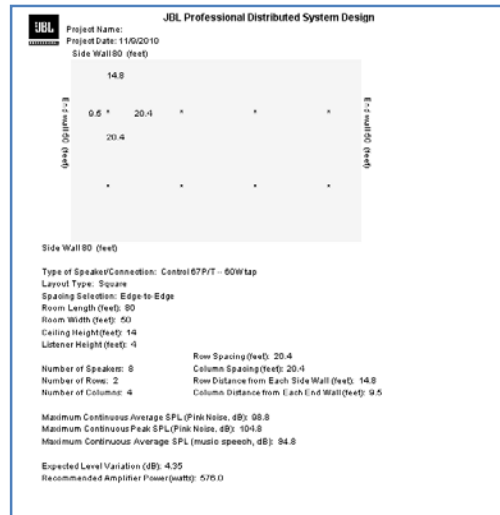 JBL Professional Distributed System Design
JBL
Project Name:
Project Date: 11/9/2010
Side Wall 80 (feet)
14.8
End wall 50 (feet)
9.5 * 20.4 * * *
End wall 50 (feet)
20.4
* * * *
Side Wall 80 (feet)
Type of Speaker/Connection: Control 67P/T -- 60W tap
Layout Type: Square
Spacing Selection: Edge-to-Edge
Room Length (feet): 80
Room Width (feet): 50
Ceiling Height (feet): 14
Listener Height (feet): 4
Row Spacing (feet): 20.4
Number of Speakers: 8 Column Spacing (feet): 20.4
Number of Rows: 2 Row Distance from Each Side Wall (feet): 14.8
Number of Columns: 4 Column Distance from Each End Wall (feet): 9.5
Maximum Continuous Average SPL (Pink Noise, dB): 98.8
Maximum Continuous Peak SPL (Pink Noise, dB): 104.8
Maximum Continuous Average SPL (music speech, dB): 94.8
Expected Level Variation (dB): 4.35
Recommended Amplifier Power (watts): 576.0